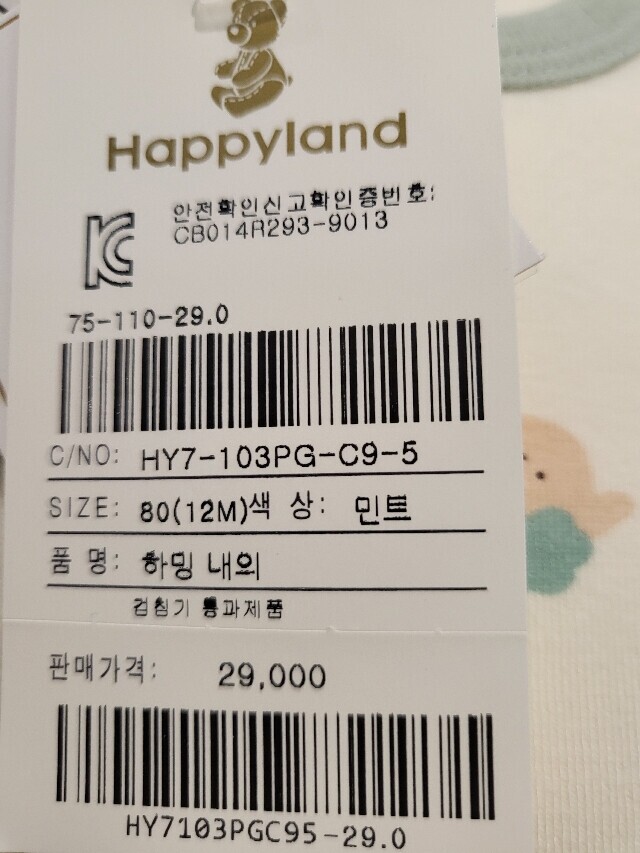 Happyland
안전확인신고확인증번호:
CB014R293-9013
75-110-29.0
C/NO: HY7-103PG-C9-5
SIZE: 80(12M)색 상: 민트
품 명: 하밍 내의
검침기 통과제품
판매가격: 29,000
HY7103PGC95-29.0